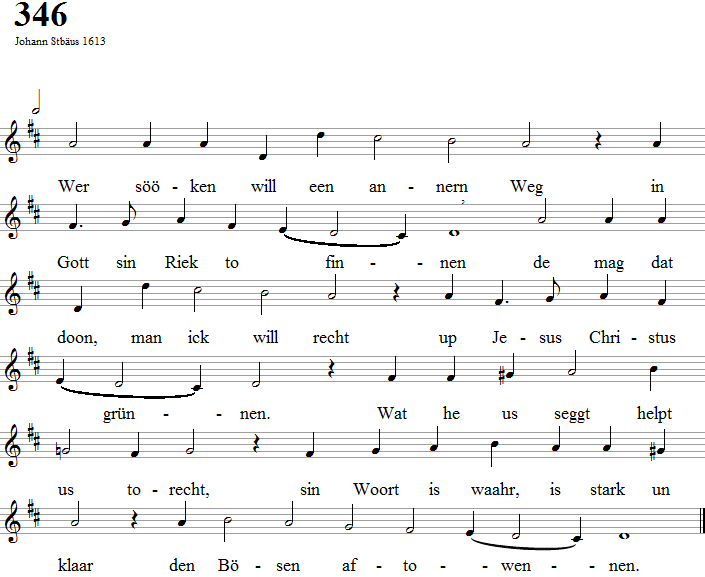 346
Johann Stbäus 1613
Wer söö - ken will een an - nern Weg in
Gott sin Riek to fin - - nen de mag dat
doon, man ick will recht up Je - sus Chri - stus
grün - - nen. Wat he us seggt helpt
us to - recht, sin Woort is waahr, is stark un
klaar den Bö - sen af - to - wen - - nen.